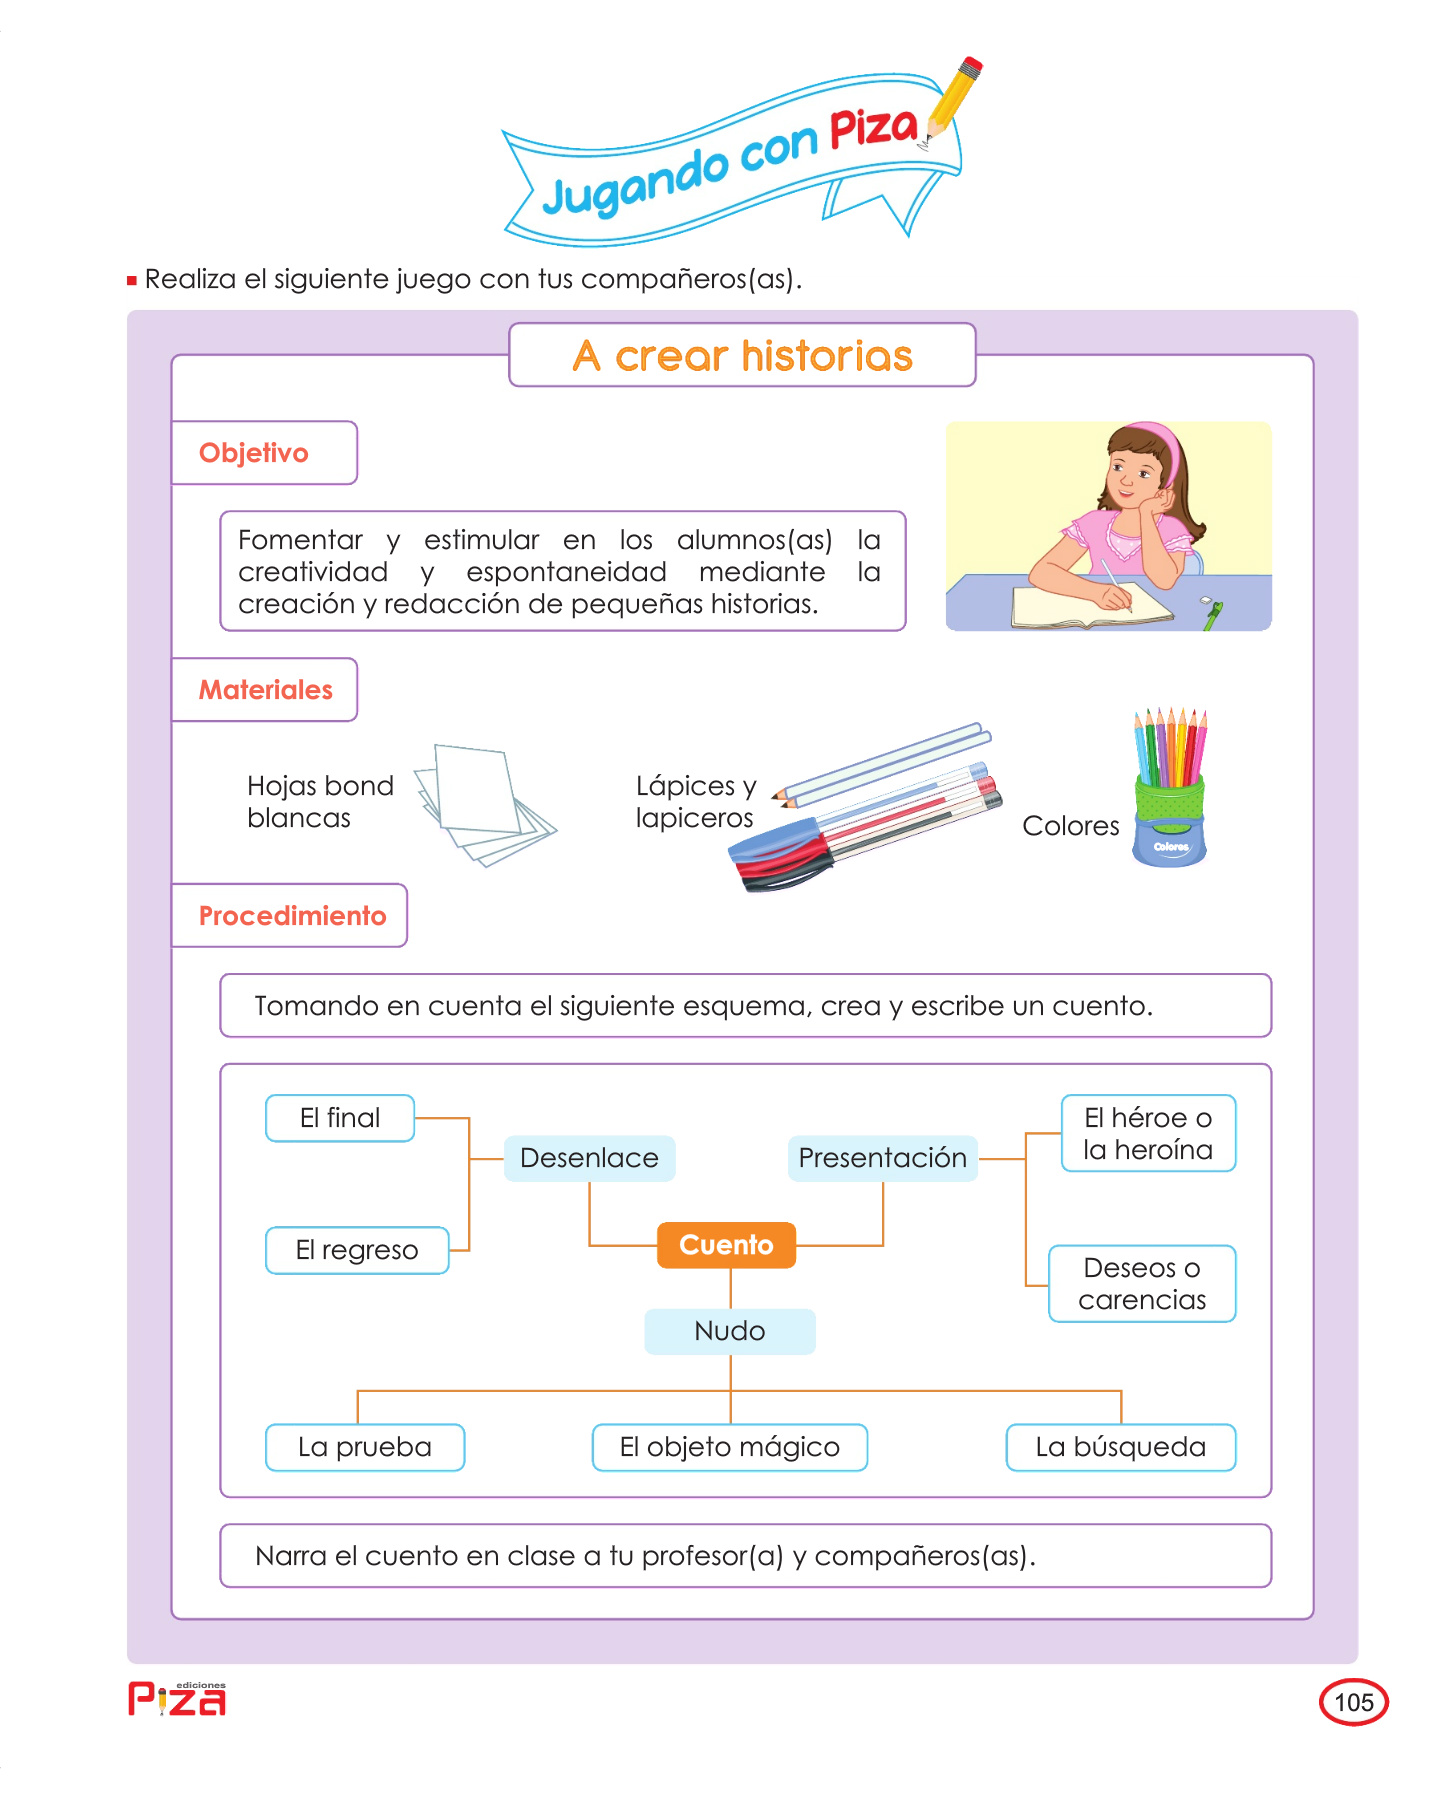 Jugando con Piza
Realiza el siguiente juego con tus compañeros(as).
A crear historias
Objetivo
Fomentar y estimular en los alumnos(as) la
creatividad y espontaneidad mediante la
creación y redacción de pequeñas historias.
Materiales
Hojas bond
blancas
Lápices y
lapiceros
Colores
Colores
Procedimiento
Tomando en cuenta el siguiente esquema, crea y escribe un cuento.
El final
El regreso
Desenlace
Presentación
El héroe o
la heroína
Deseos o
carencias
Cuento
Nudo
La prueba
El objeto mágico
La búsqueda
Narra el cuento en clase a tu profesor(a) y compañeros(as).
ediciones
Piza
105